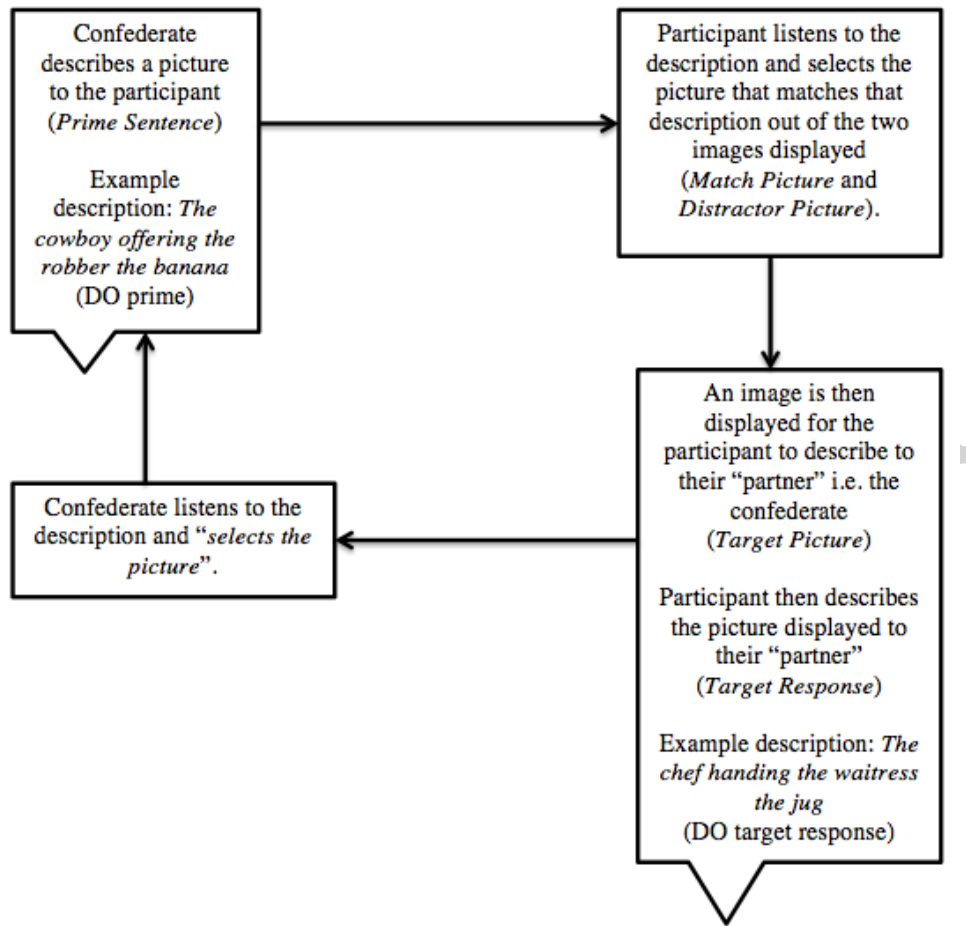 Confederate
describes a picture
to the participant
(Prime Sentence)
Example
description: The
cowboy offering the
robber the banana
(DO prime)
Participant listens to the
description and selects the
picture that matches that
description out of the two
images displayed
(Match Picture and
Distractor Picture).
An image is then
displayed for the
participant to describe to
their “partner” i.e. the
confederate
(Target Picture)
Participant then describes
the picture displayed to
their “partner”
(Target Response)
Example description: The
chef handing the waitress
the jug
(DO target response)
Confederate listens to the
description and “selects the
picture”.